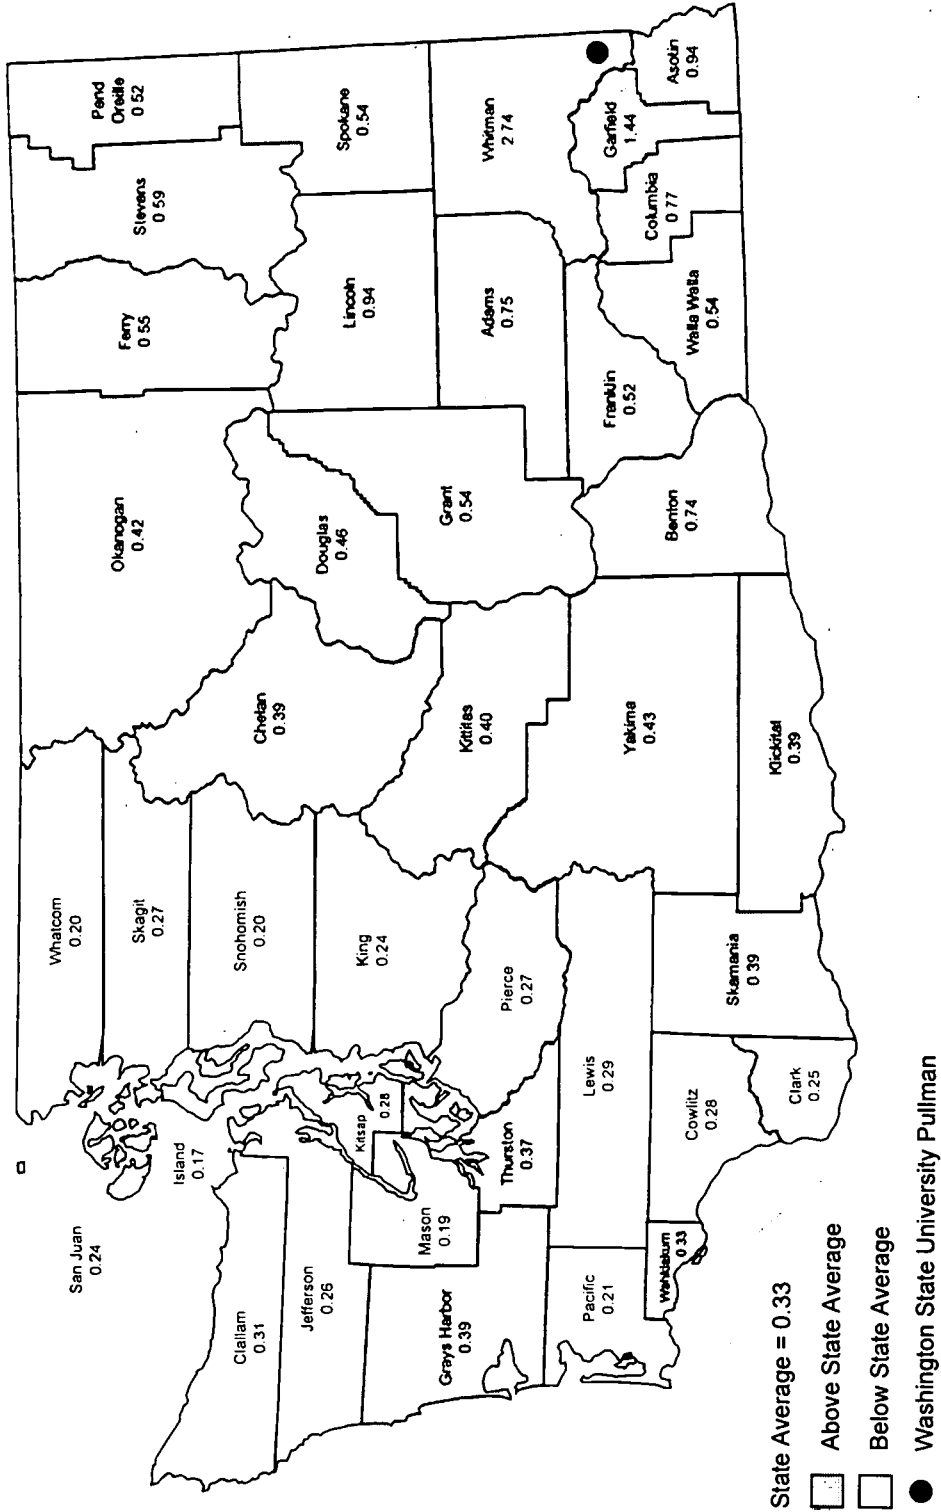 San Juan
0.24
Whatcom
0.20
Skagit
0.27
Island
0.17
Snohomish
0.20
Clallam
0.31
Jefferson
0.26
Kitsap
0.28
King
0.24
Mason
0.19
Grays Harbor
0.39
Thurston
0.37
Pierce
0.27
Pacific
0.21
Lewis
0.29
Wahkiakum
0.33
Cowlitz
0.28
Clark
0.25
Skamania
0.39
Okanogan
0.42
Chelan
0.39
Douglas
0.46
Kittitas
0.40
Grant
0.54
Yakima
0.43
Klickitat
0.39
Benton
0.74
Ferry
0.55
Stevens
0.59
Pend
Oreille
0.52
Lincoln
0.94
Spokane
0.54
Adams
0.75
Whitman
2.74
Franklin
0.52
Walla Walla
0.54
Columbia
0.77
Garfield
1.44
Asotin
0.94
State Average = 0.33
Above State Average
Below State Average
Washington State University Pullman